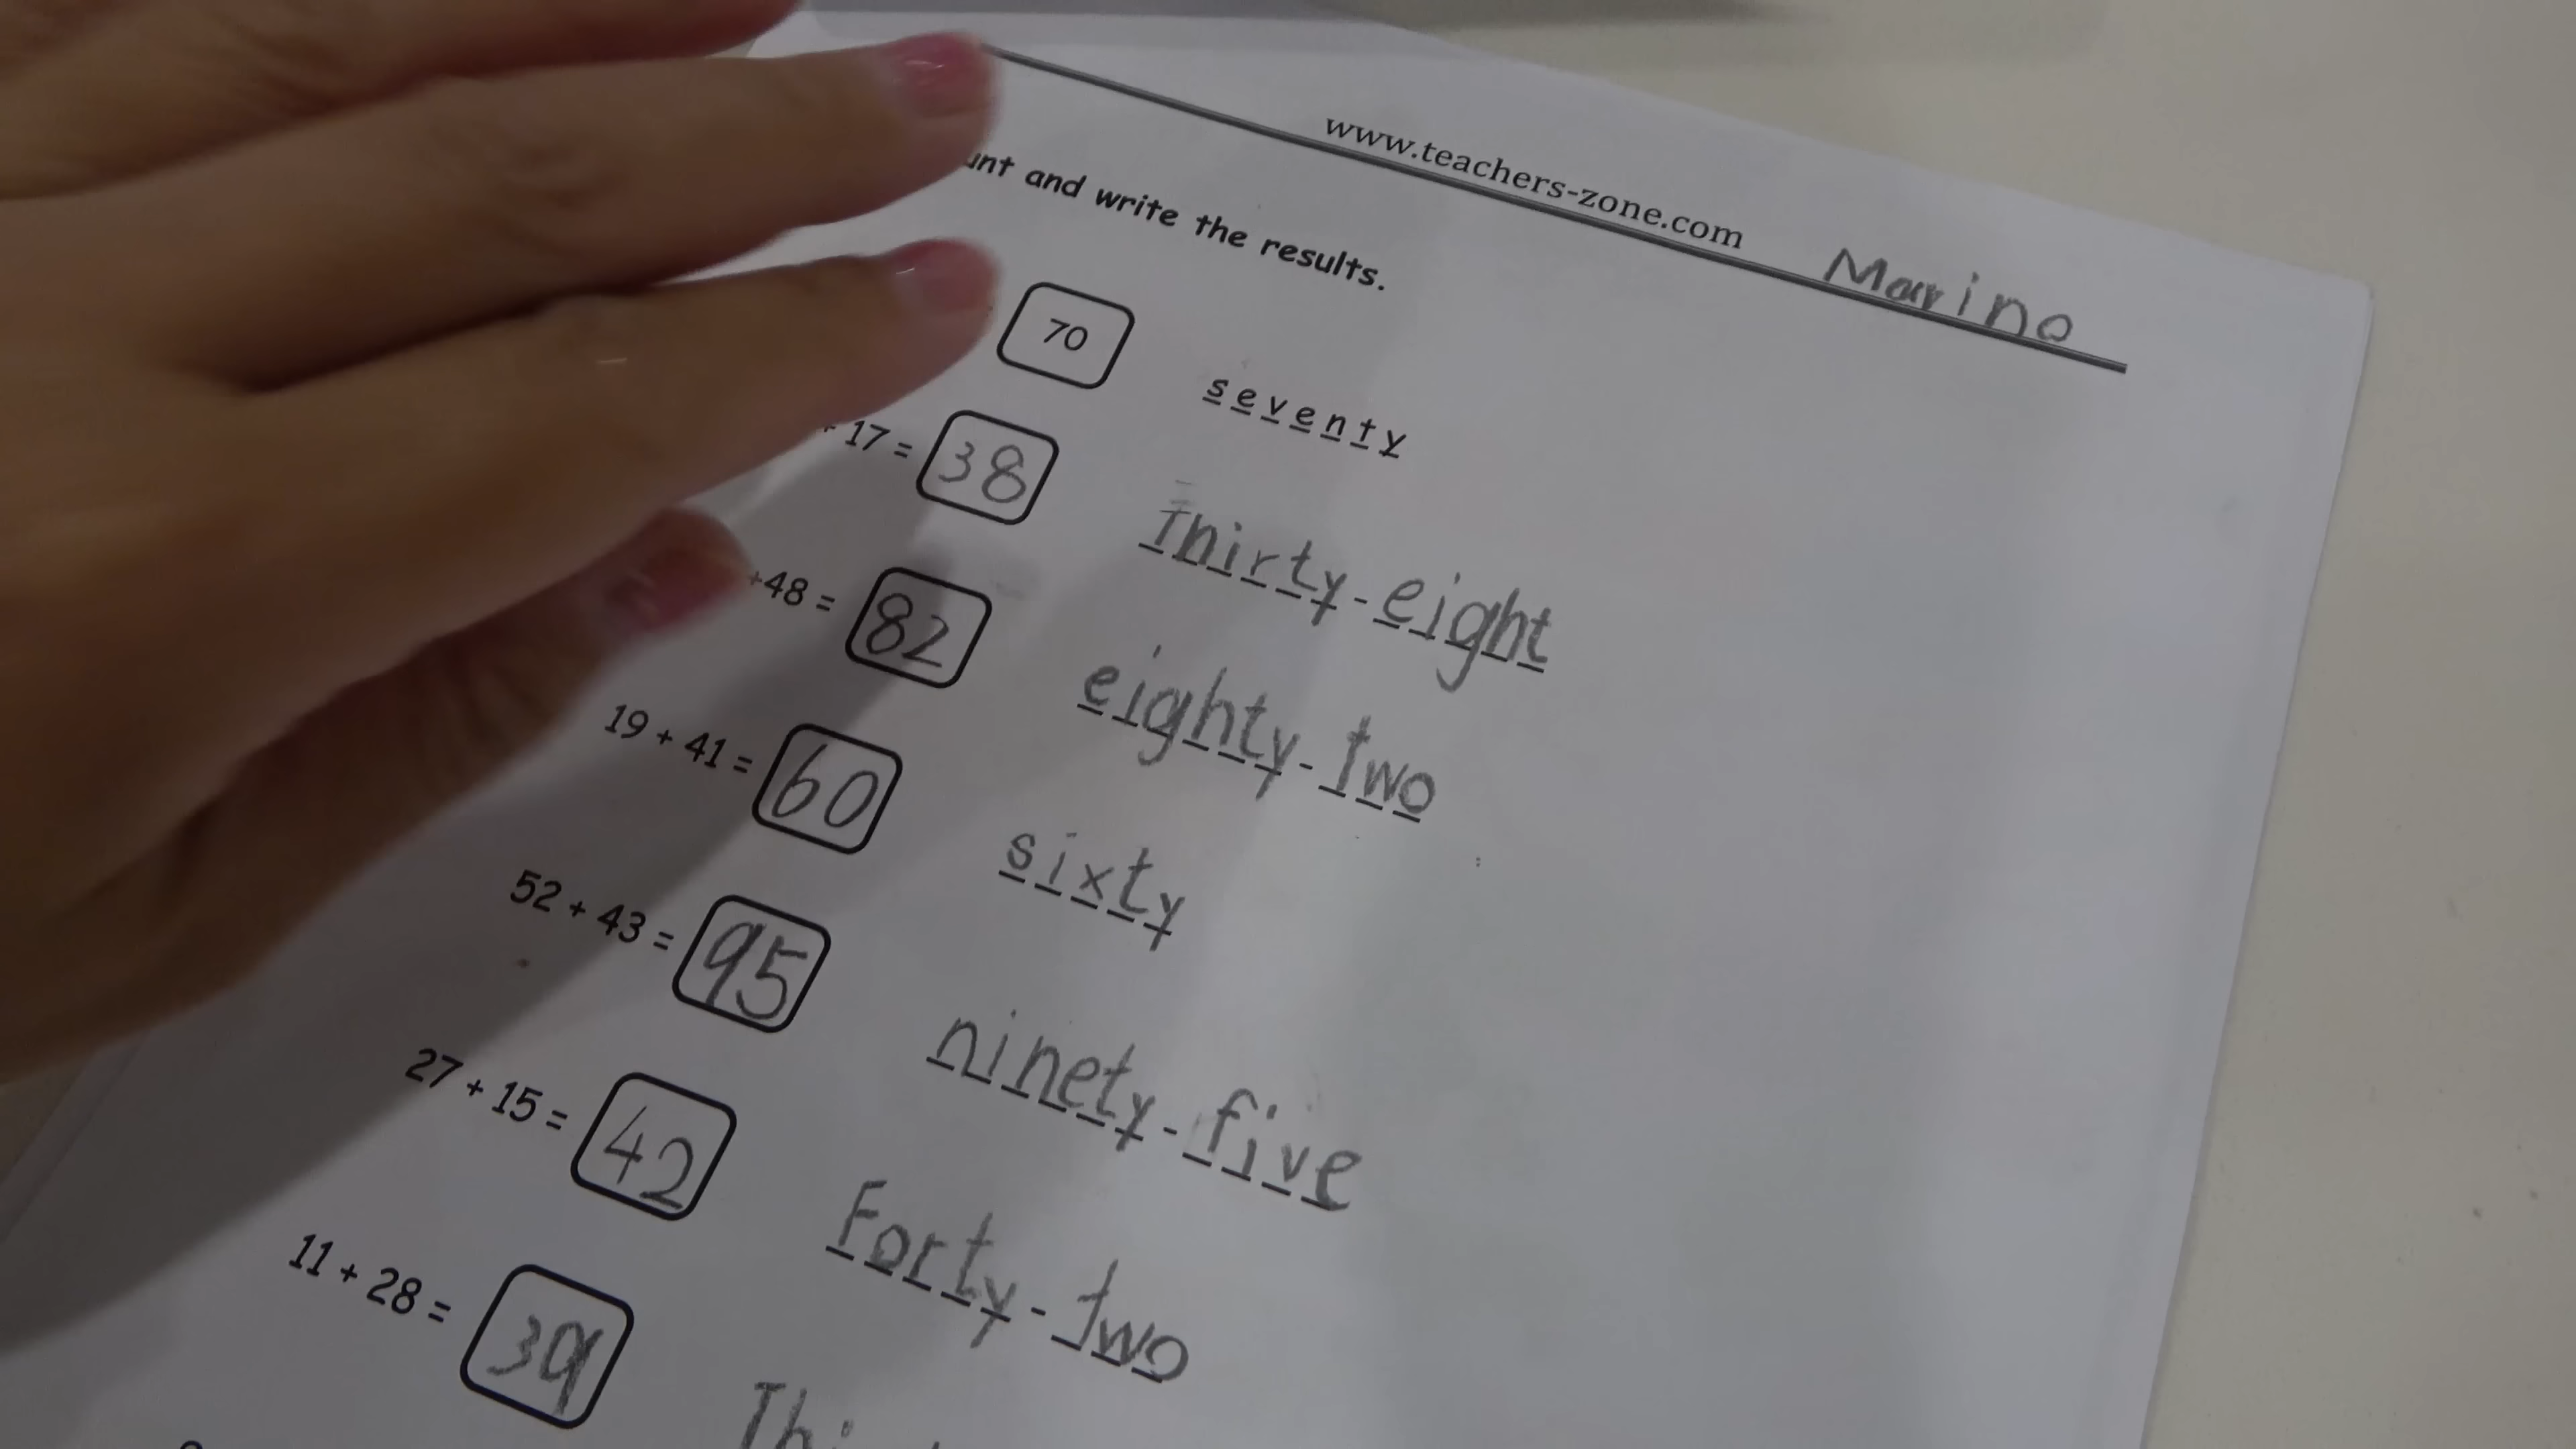 www.teachers-zone.com
Marino
and write the results.
70 seventy
+ 17 = 38 Thirty-eight
+48 = 82 eighty-two
19 + 41 = 60 sixty
52 + 43 = 95 ninety-five
27 + 15 = 42 Forty-two
11 + 28 = 39